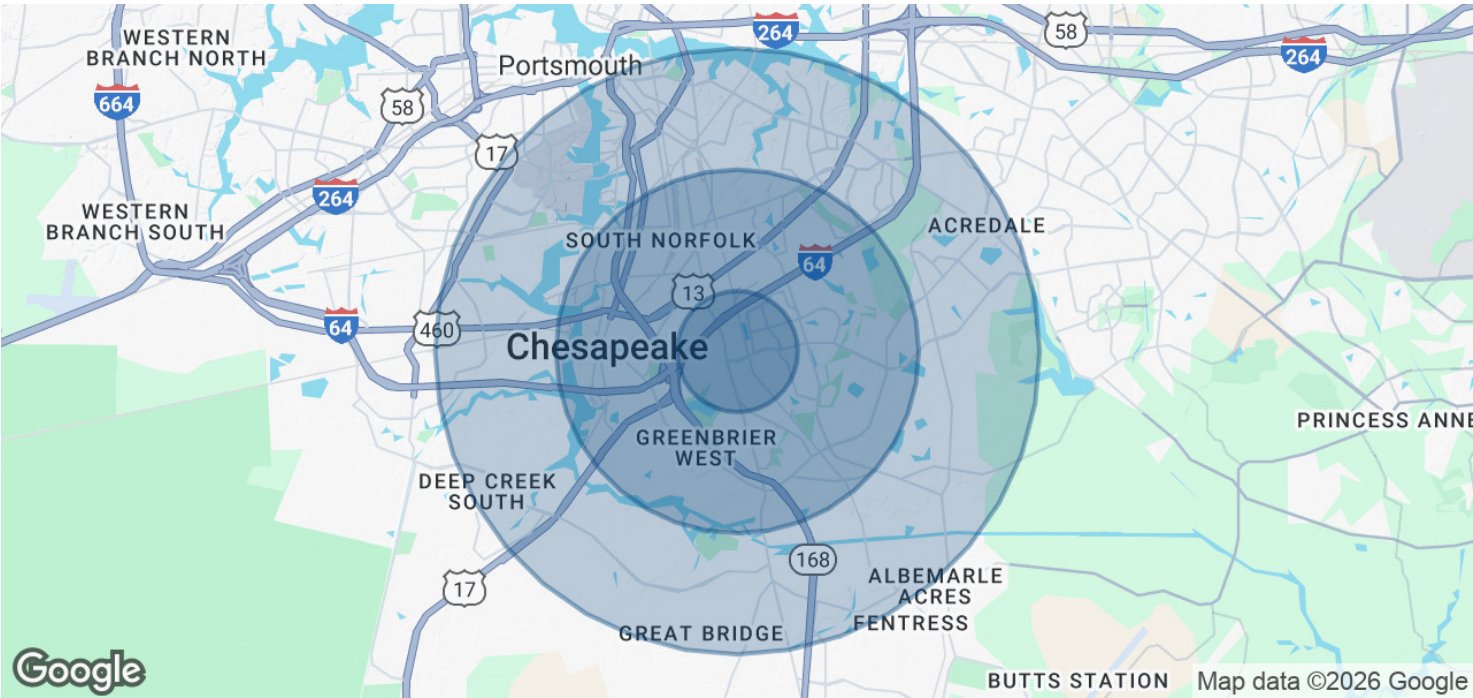 WESTERN
BRANCH NORTH
664
58
Portsmouth
264
58
264
17
264
WESTERN
BRANCH SOUTH
ACREDALE
SOUTH NORFOLK
64
13
64
460
Chesapeake
PRINCESS ANNE
GREENBRIER
WEST
DEEP CREEK
SOUTH
168
17
ALBEMARLE
ACRES
FENTRESS
GREAT BRIDGE
BUTTS STATION
Google
Map data ©2026 Google